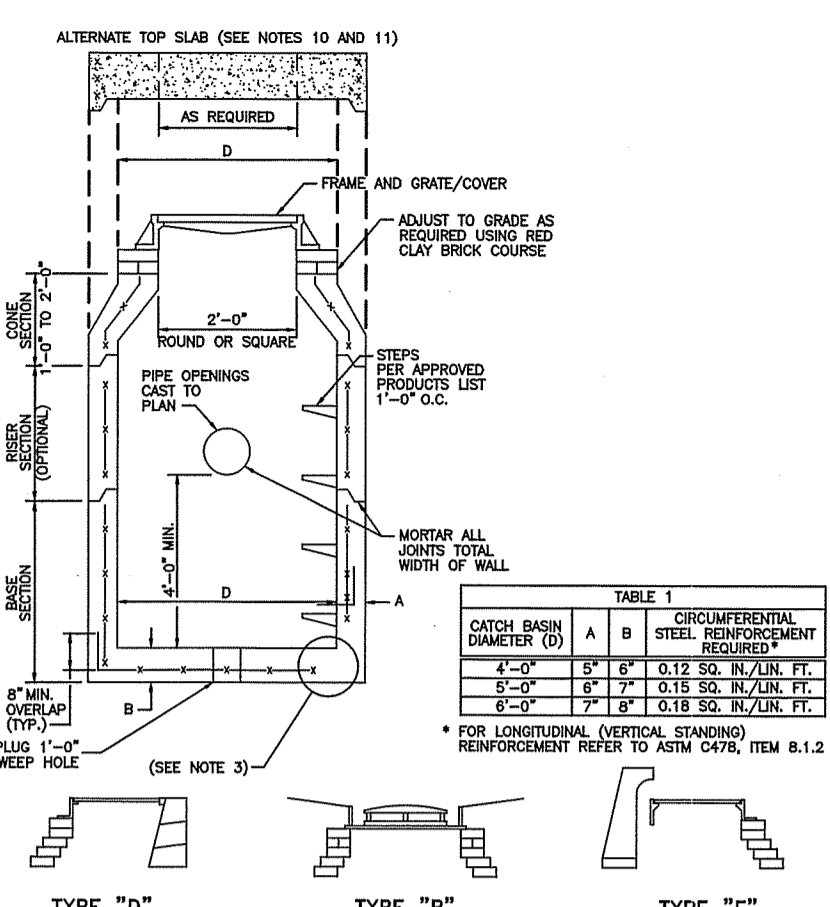 ALTERNATE TOP SLAB (SEE NOTES 10 AND 11)
AS REQUIRED
D
FRAME AND GRATE/COVER
ADJUST TO GRADE AS
REQUIRED USING RED
CLAY BRICK COURSE
CONE
SECTION
1'-0" TO 2'-0"
2'-0"
ROUND OR SQUARE
STEPS
PER APPROVED
PRODUCTS LIST
1'-0" O.C.
PIPE OPENINGS
CAST TO
PLAN
RISER
SECTION
(OPTIONAL)
4'-0" MIN.
MORTAR ALL
JOINTS TOTAL
WIDTH OF WALL
BASE
SECTION
D
A
8" MIN.
OVERLAP
(TYP.)
B
PLUG 1'-0"
WEEP HOLE
(SEE NOTE 3)
TABLE 1
CATCH BASIN DIAMETER (D) A B CIRCUMFERENTIAL STEEL REINFORCEMENT REQUIRED*
4'-0" 5" 6" 0.12 SQ. IN./LIN. FT.
5'-0" 6" 7" 0.15 SQ. IN./LIN. FT.
6'-0" 7" 8" 0.18 SQ. IN./LIN. FT.
* FOR LONGITUDINAL (VERTICAL STANDING)
REINFORCEMENT REFER TO ASTM C478, ITEM 8.1.2
TYPE "D"
TYPE
TYPE